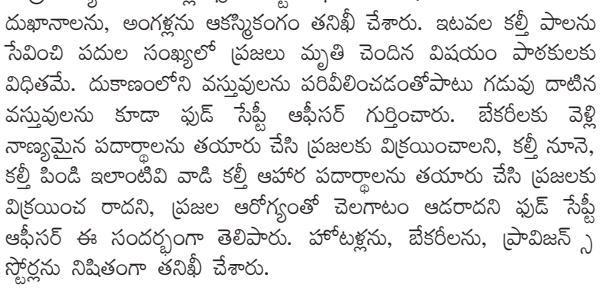 దుఖానాలను, అంగళ్లను ఆకస్మికంగం తనిఖీ చేశారు. ఇటవల కల్తీ పాలను
సేవించి పదుల సంఖ్యలో ప్రజలు మృతి చెందిన విషయం పాఠకులకు
విధితమే. దుకాణంలోని వస్తువులను పరివీలించడంతోపాటు గడువు దాటిన
వస్తువులను కూడా ఫుడ్ సేప్టీ ఆఫీసర్ గుర్తించారు. బేకరీలకు వెళ్లి
నాణ్యమైన పదార్థాలను తయారు చేసి ప్రజలకు విక్రయించాలని, కల్తీ నూనె,
కల్తీ పిండి ఇలాంటివి వాడి కల్తీ ఆహార పదార్థాలను తయారు చేసి ప్రజలకు
విక్రయించ రాదని, ప్రజల ఆరోగ్యంతో చెలగాటం ఆడరాదని ఫుడ్ సేప్టీ
ఆఫీసర్ ఈ సందర్భంగా తెలిపారు. హోటళ్లను, బేకరీలను, ప్రావిజన్స్
స్టోర్లను నిషితంగా తనిఖీ చేశారు.